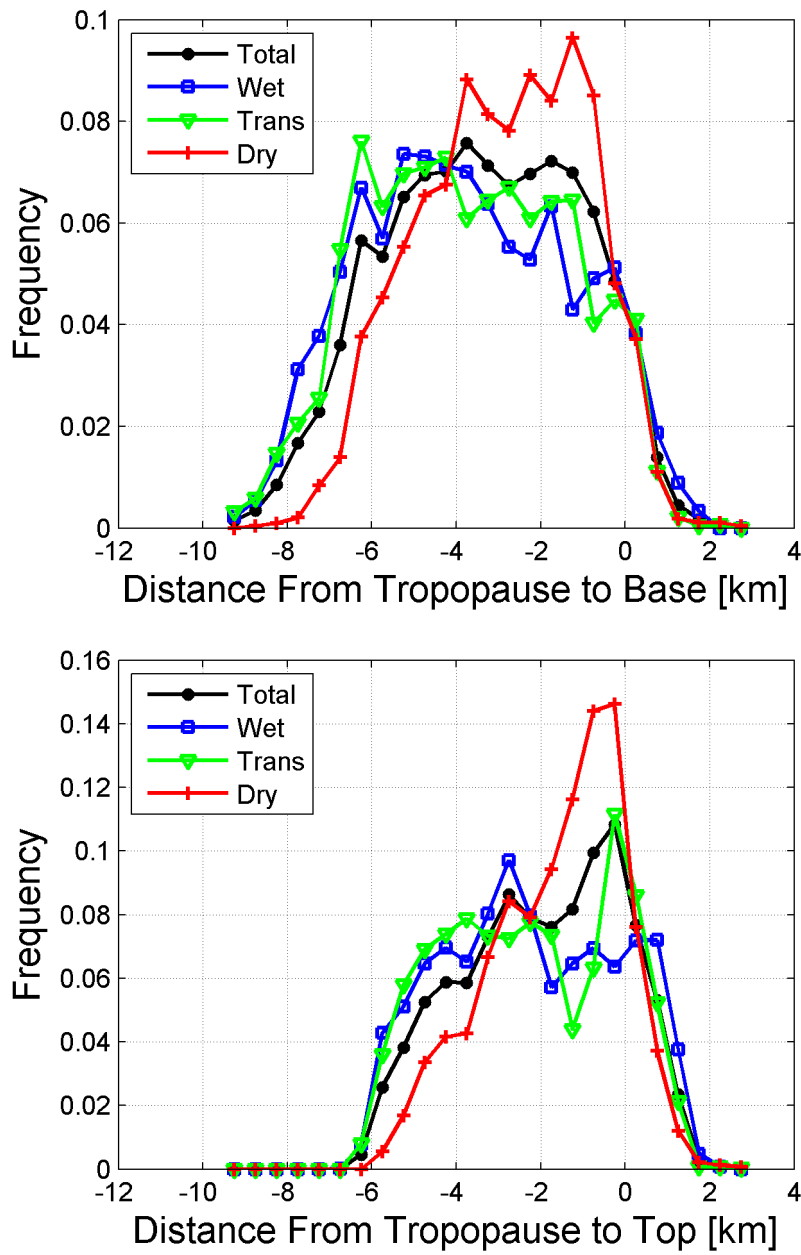 0.1
0.08
0.06
0.04
0.02
0
Frequency
Total
Wet
Trans
Dry
-12 -10 -8 -6 -4 -2 0 2 4
Distance From Tropopause to Base [km]
0.16
0.14
0.12
0.1
0.08
0.06
0.04
0.02
0
Frequency
Total
Wet
Trans
Dry
-12 -10 -8 -6 -4 -2 0 2 4
Distance From Tropopause to Top [km]